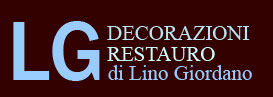 LG
DECORAZIONI
RESTAURO
di Lino Giordano